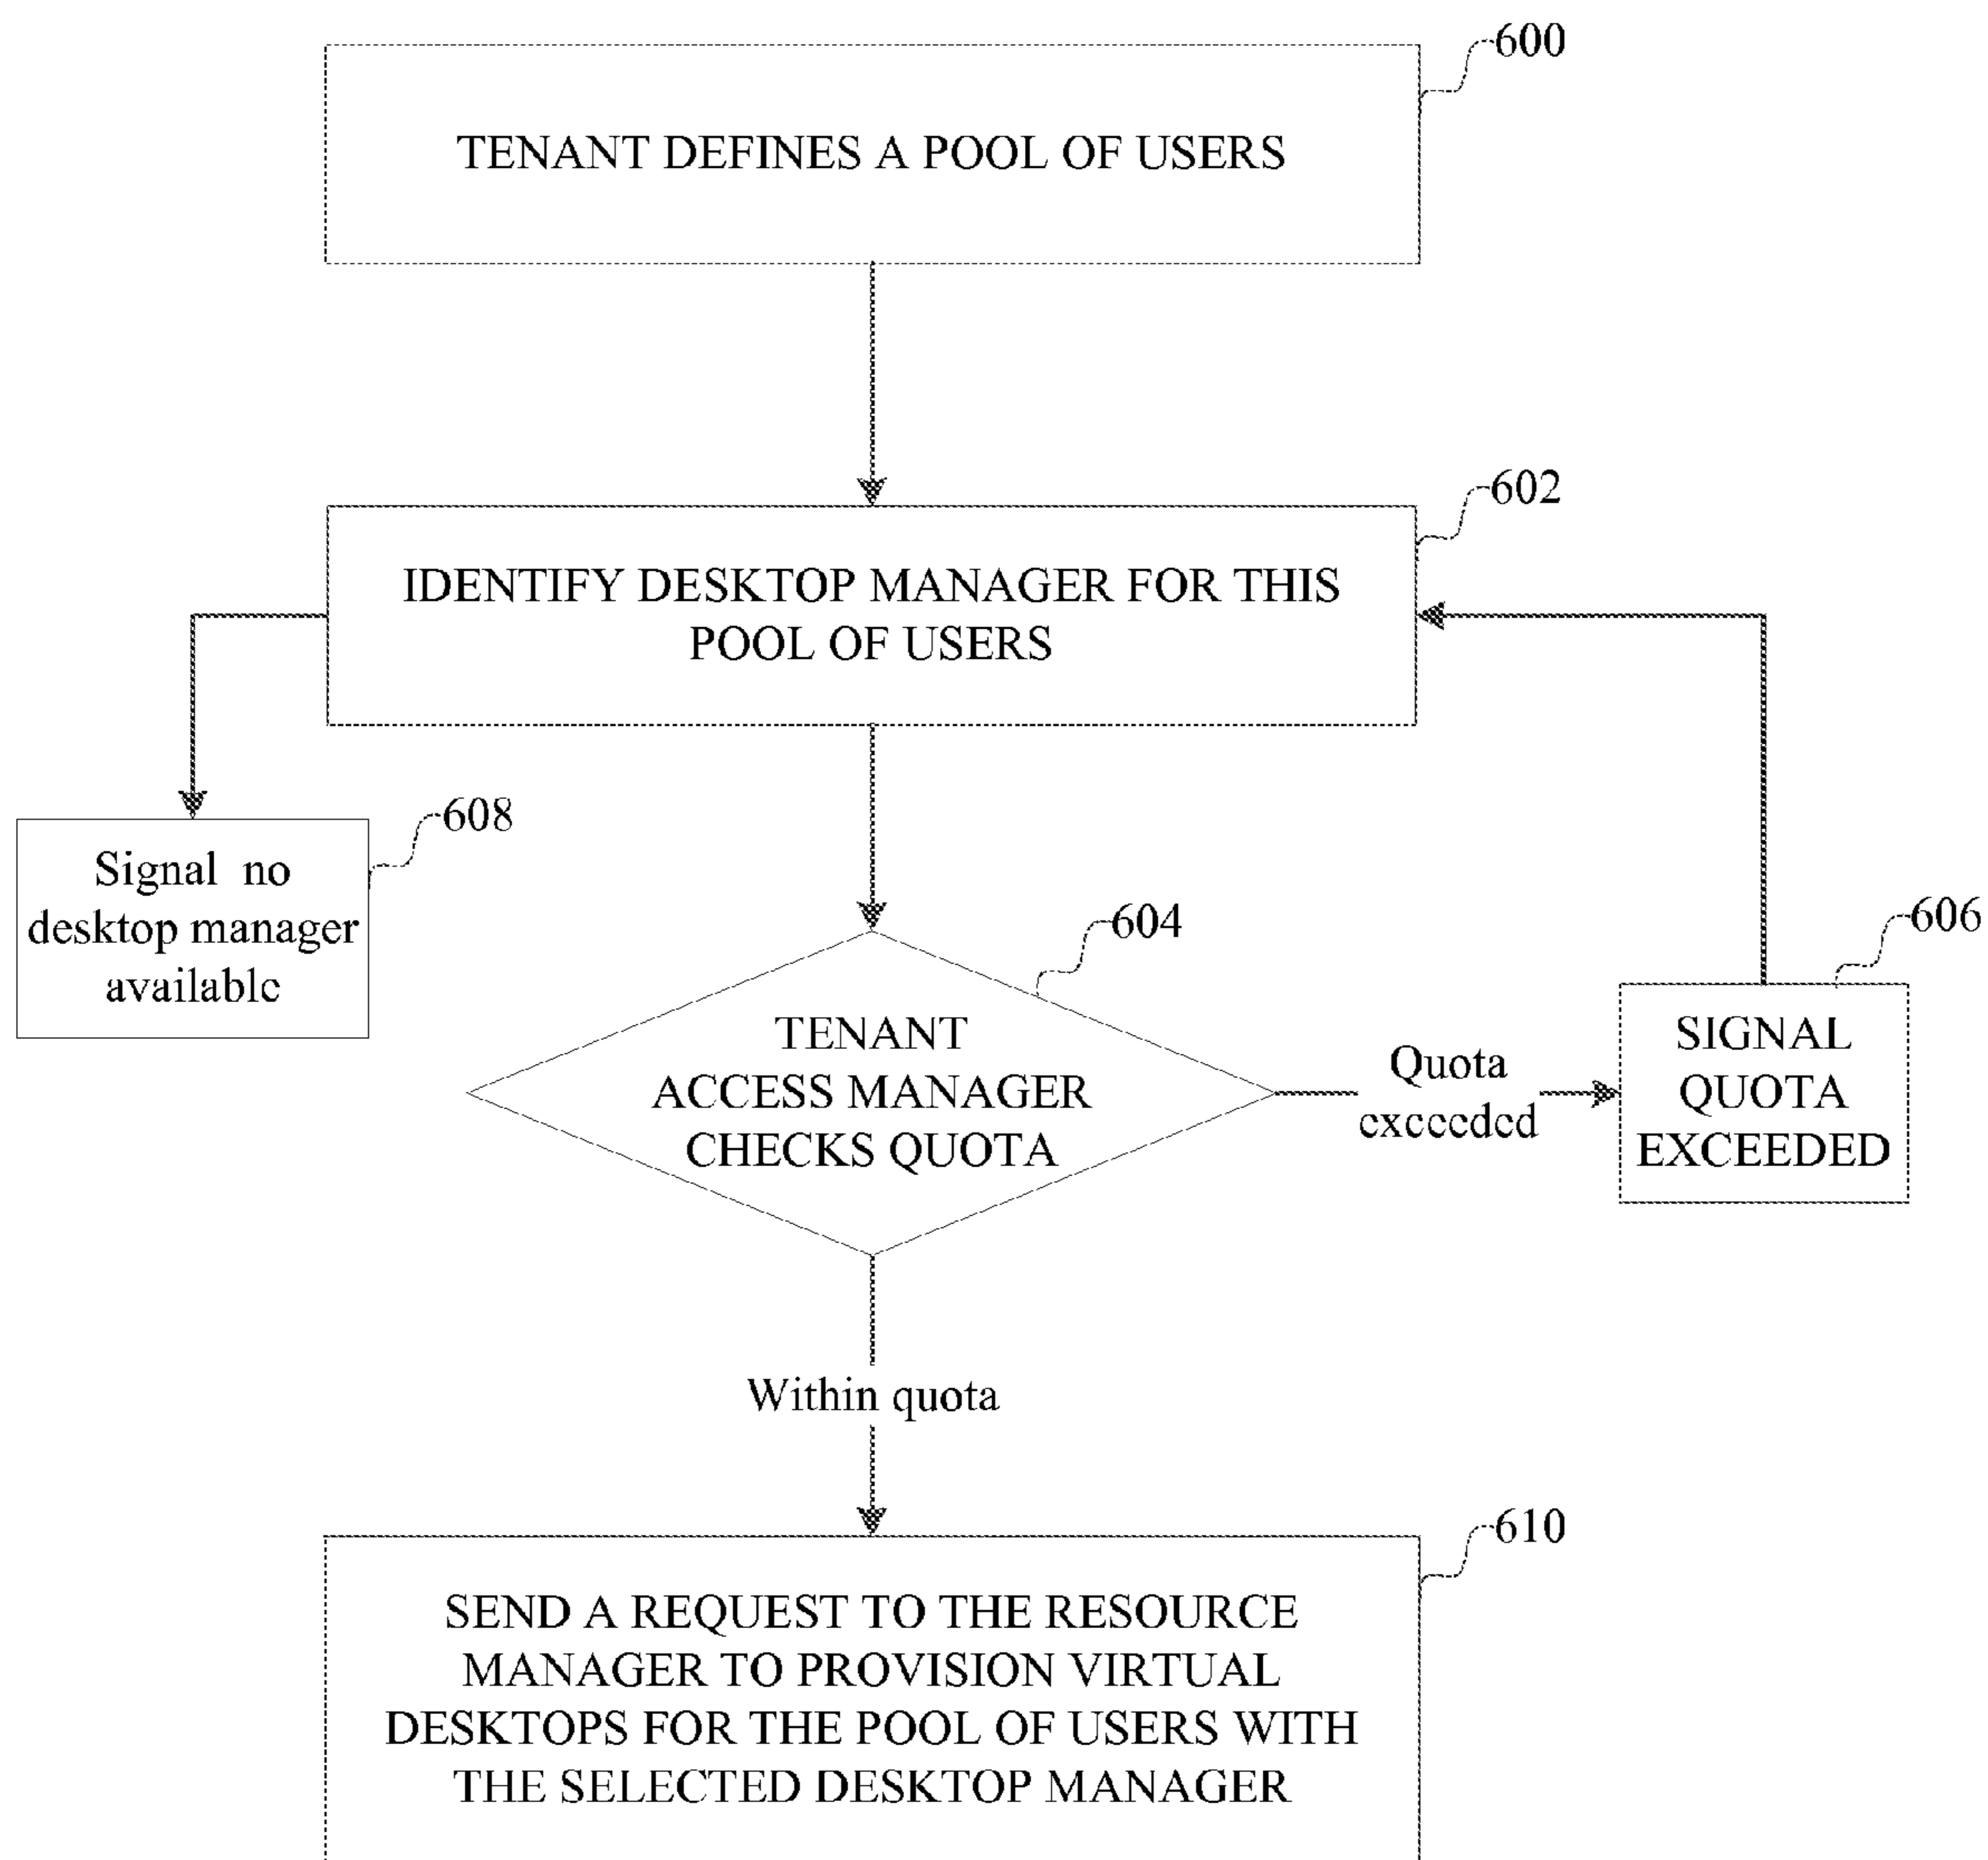 600
TENANT DEFINES A POOL OF USERS
602
IDENTIFY DESKTOP MANAGER FOR THIS
POOL OF USERS
608
Signal no
desktop manager
available
604
TENANT
ACCESS MANAGER
CHECKS QUOTA
Quota
exceeded
606
SIGNAL
QUOTA
EXCEEDED
Within quota
610
SEND A REQUEST TO THE RESOURCE
MANAGER TO PROVISION VIRTUAL
DESKTOPS FOR THE POOL OF USERS WITH
THE SELECTED DESKTOP MANAGER